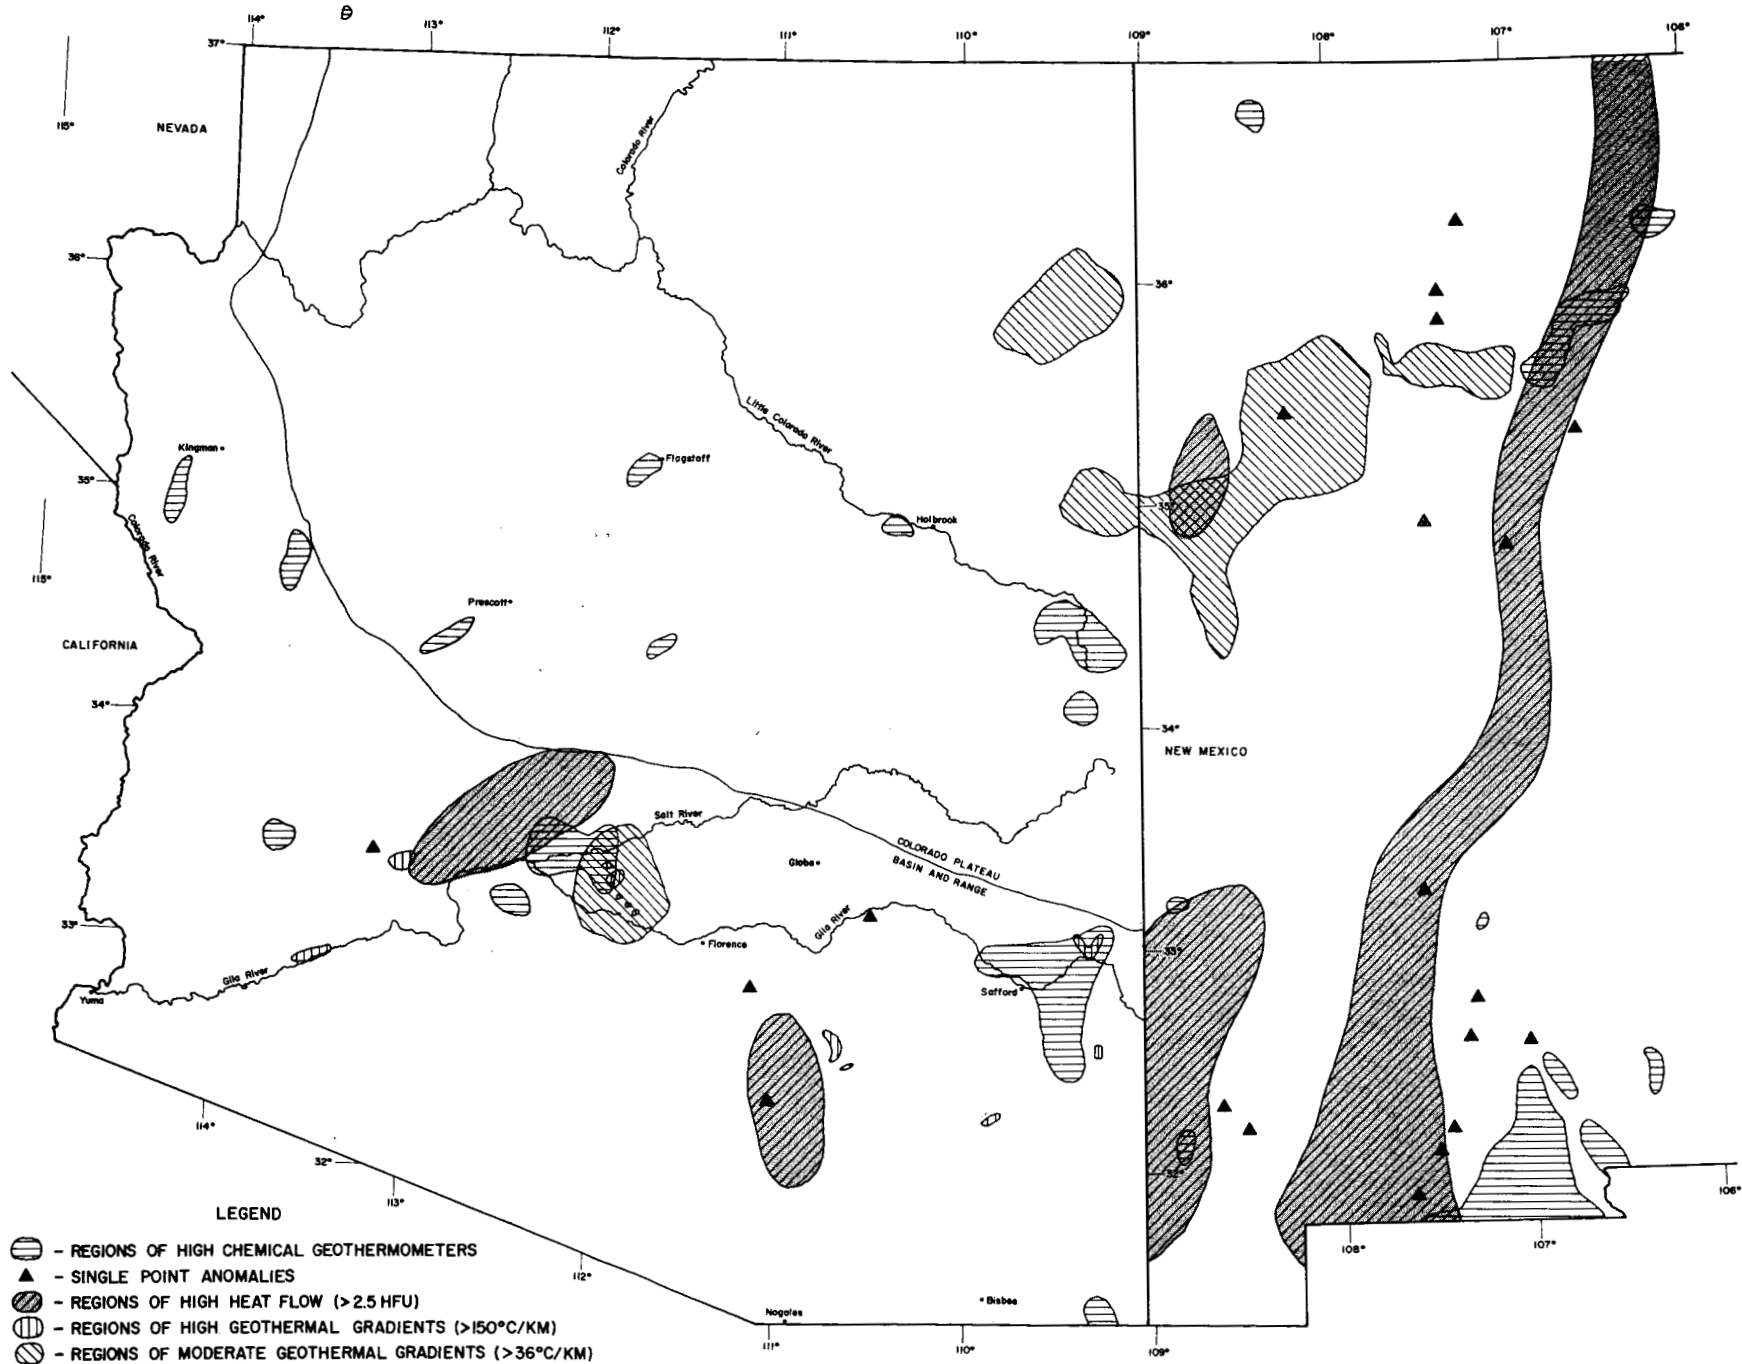 114°
113°
112°
111°
110°
109°
108°
107°
106°
37°
115°
NEVADA
Colorado River
36°
36°
Little Colorado River
Kingman
Flagstaff
35°
35°
Holbrook
Colorado River
115°
Prescott
CALIFORNIA
34°
34°
NEW MEXICO
Salt River
COLORADO PLATEAU
BASIN AND RANGE
Globe
33°
33°
Gila River
Florence
Gila River
Safford
Yuma
114°
32°
32°
113°
106°
108°
107°
112°
Bisbee
Nogales
111°
110°
109°
LEGEND
- REGIONS OF HIGH CHEMICAL GEOTHERMOMETERS
- SINGLE POINT ANOMALIES
- REGIONS OF HIGH HEAT FLOW (>2.5 HFU)
- REGIONS OF HIGH GEOTHERMAL GRADIENTS (>150°C/KM)
- REGIONS OF MODERATE GEOTHERMAL GRADIENTS (>36°C/KM)